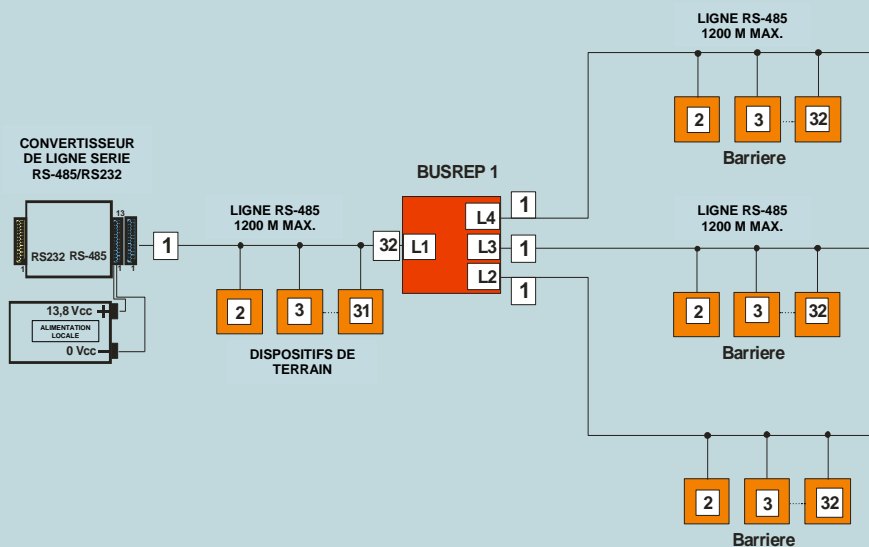 LIGNE RS-485
1200 M MAX.
2
3
32
Barriere
CONVERTISSEUR
DE LIGNE SERIE
RS-485/RS232
13
RS232 RS-485
1
1
1
13,8 Vcc
ALIMENTATION
LOCALE
0 Vcc
1
LIGNE RS-485
1200 M MAX.
32
2
3
31
DISPOSITIFS DE
TERRAIN
BUSREP 1
L1
L4
L3
L2
1
1
1
LIGNE RS-485
1200 M MAX.
2
3
32
Barriere
2
3
32
Barriere